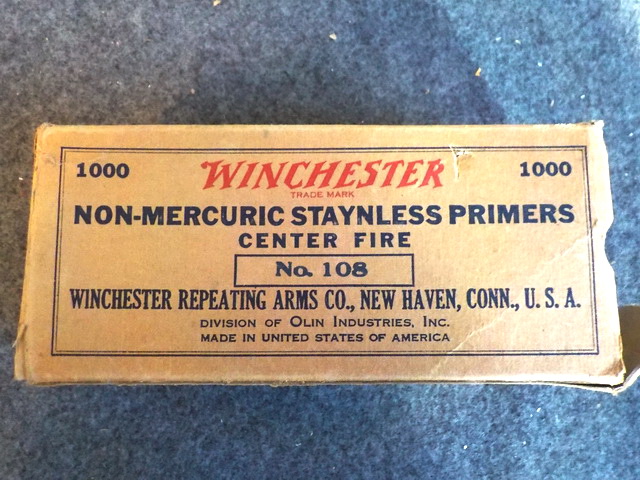 1000 WINCHESTER 1000
TRADE MARK
NON-MERCURIC STAYNLESS PRIMERS
CENTER FIRE
No. 108
WINCHESTER REPEATING ARMS CO., NEW HAVEN, CONN., U. S. A.
DIVISION OF OLIN INDUSTRIES, INC.
MADE IN UNITED STATES OF AMERICA